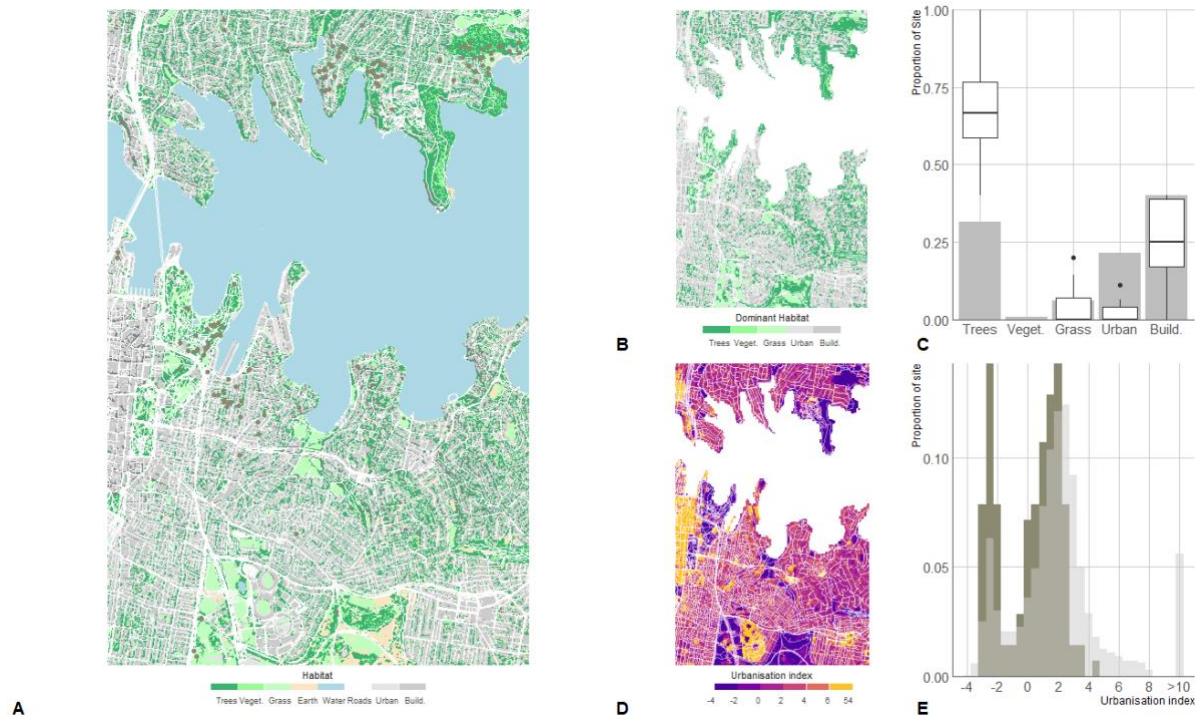 Habitat
Trees Veget. Grass Earth Water Roads Urban Build.
A
Dominant Habitat
Trees Veget. Grass Urban Build.
B
Proportion of Site
1.00
0.75
0.50
0.25
0.00
Trees Veget. Grass Urban Build.
C
Urbanisation index
-4 -2 0 2 4 6 54
D
Proportion of site
0.10
0.05
0.00
-4 -2 0 2 4 6 8 >10
Urbanisation index
E